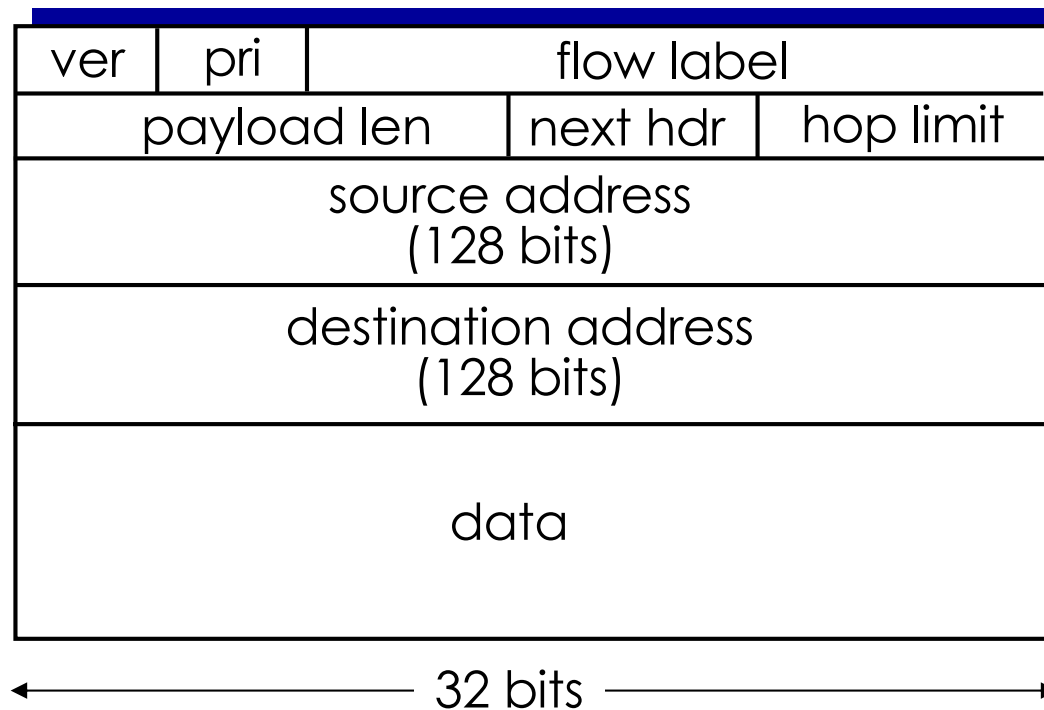 ver pri flow label
payload len next hdr hop limit
source address
(128 bits)
destination address
(128 bits)
data
32 bits